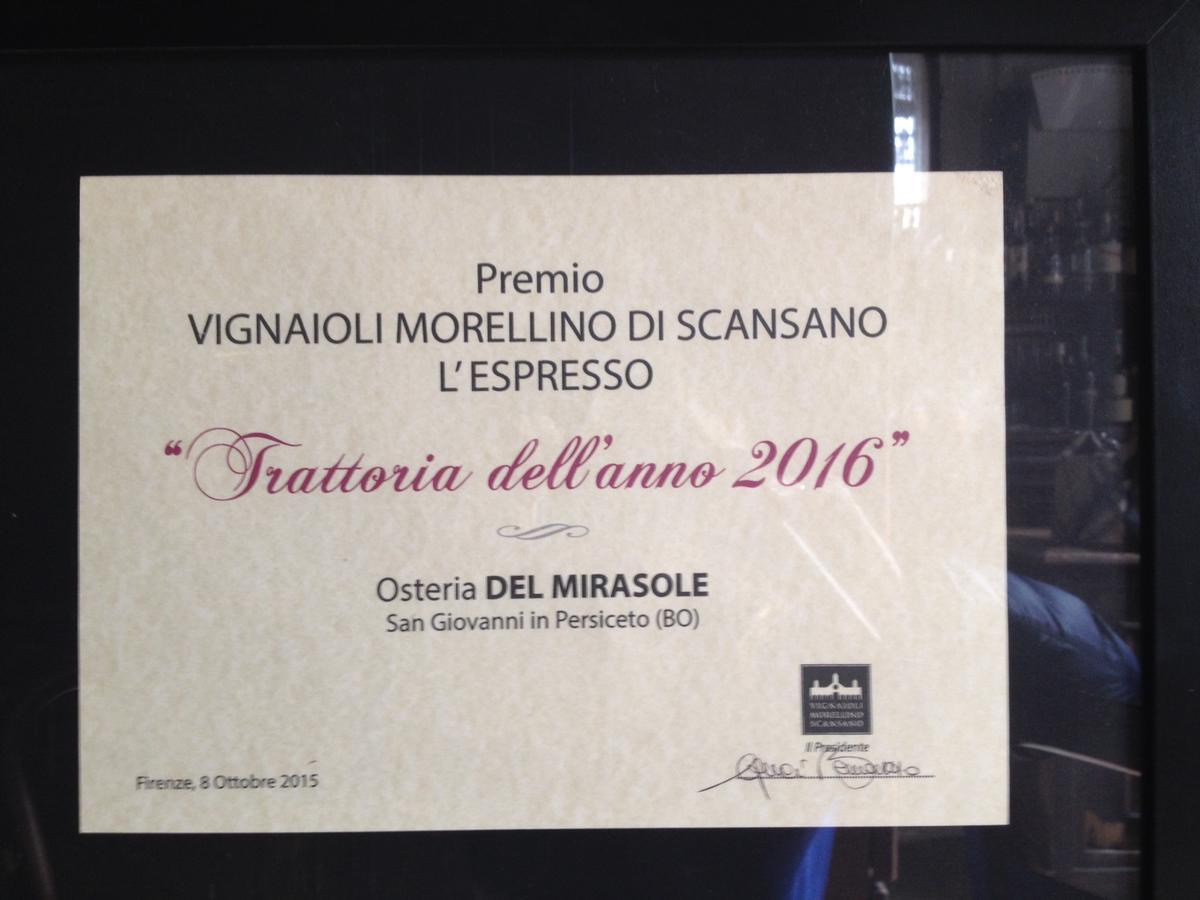 Premio
VIGNAIOLI MORELLINO DI SCANSANO
L'ESPRESSO
“Trattoria dell'anno 2016”
Osteria DEL MIRASOLE
San Giovanni in Persiceto (BO)
VIGNAIOLI
MORELLINO
SCANSANO
Il Presidente
Firenze, 8 Ottobre 2015